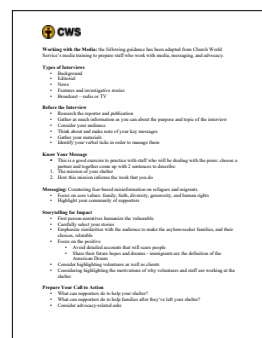 CWS
Working with the Media: the following guidance has been adapted from Church World
Service's media training to prepare staff who work with media, messaging, and advocacy.
Types of Interviews
• Background
• Editorial
• News
• Features and investigative stories
• Broadcast – radio or TV
Before the Interview
• Research the reporter and publication
• Gather as much information as you can about the purpose and topic of the interview
• Consider your audience
• Think about and make note of your key messages
• Gather your materials
• Identify your verbal ticks in order to manage them
Know Your Message
• This is a good exercise to practice with staff who will be dealing with the press: choose a
partner and together come up with 2 sentences to describe:
1. The mission of your shelter
2. How this mission informs the work that you do
Messaging: Countering fear-based misinformation on refugees and migrants
• Focus on core values: family, faith, diversity, generosity, and human rights
• Highlight your community of supporters
Storytelling for Impact
• First person narratives humanize the vulnerable
• Carefully select your stories
• Emphasize similarities with the audience to make the asylum-seeker families, and their
choices, relatable
• Focus on the positive
• Avoid detailed accounts that will scare people
• Share their future hopes and dreams - immigrants are the definition of the
American Dream
• Consider highlighting volunteers as well as clients
• Considering highlighting the motivations of why volunteers and staff are working at the
shelter
Prepare Your Call to Action
• What can supporters do to help your shelter?
• What can supporters do to help families after they've left your shelter?
• Consider advocacy-related asks